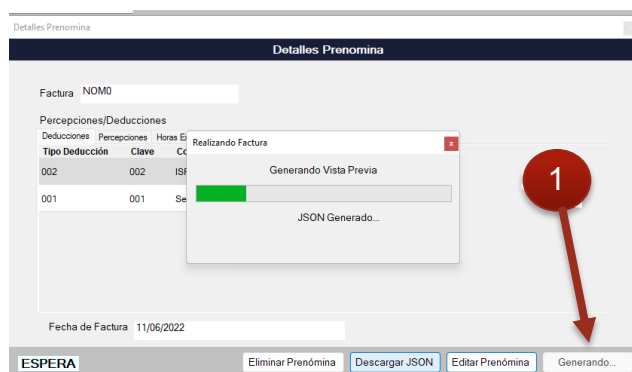 Detalles Prenomina
Detalles Prenomina
Factura NOM0
Percepciones/Deducciones
Deducciones Percepciones Horas
Tipo Deducción Clave
002 002
001 001
Realizando Factura x
Generando Vista Previa
JSON Generado...
1
Fecha de Factura 11/06/2022
ESPERA Eliminar Prenómina Descargar JSON Editar Prenómina Generando...